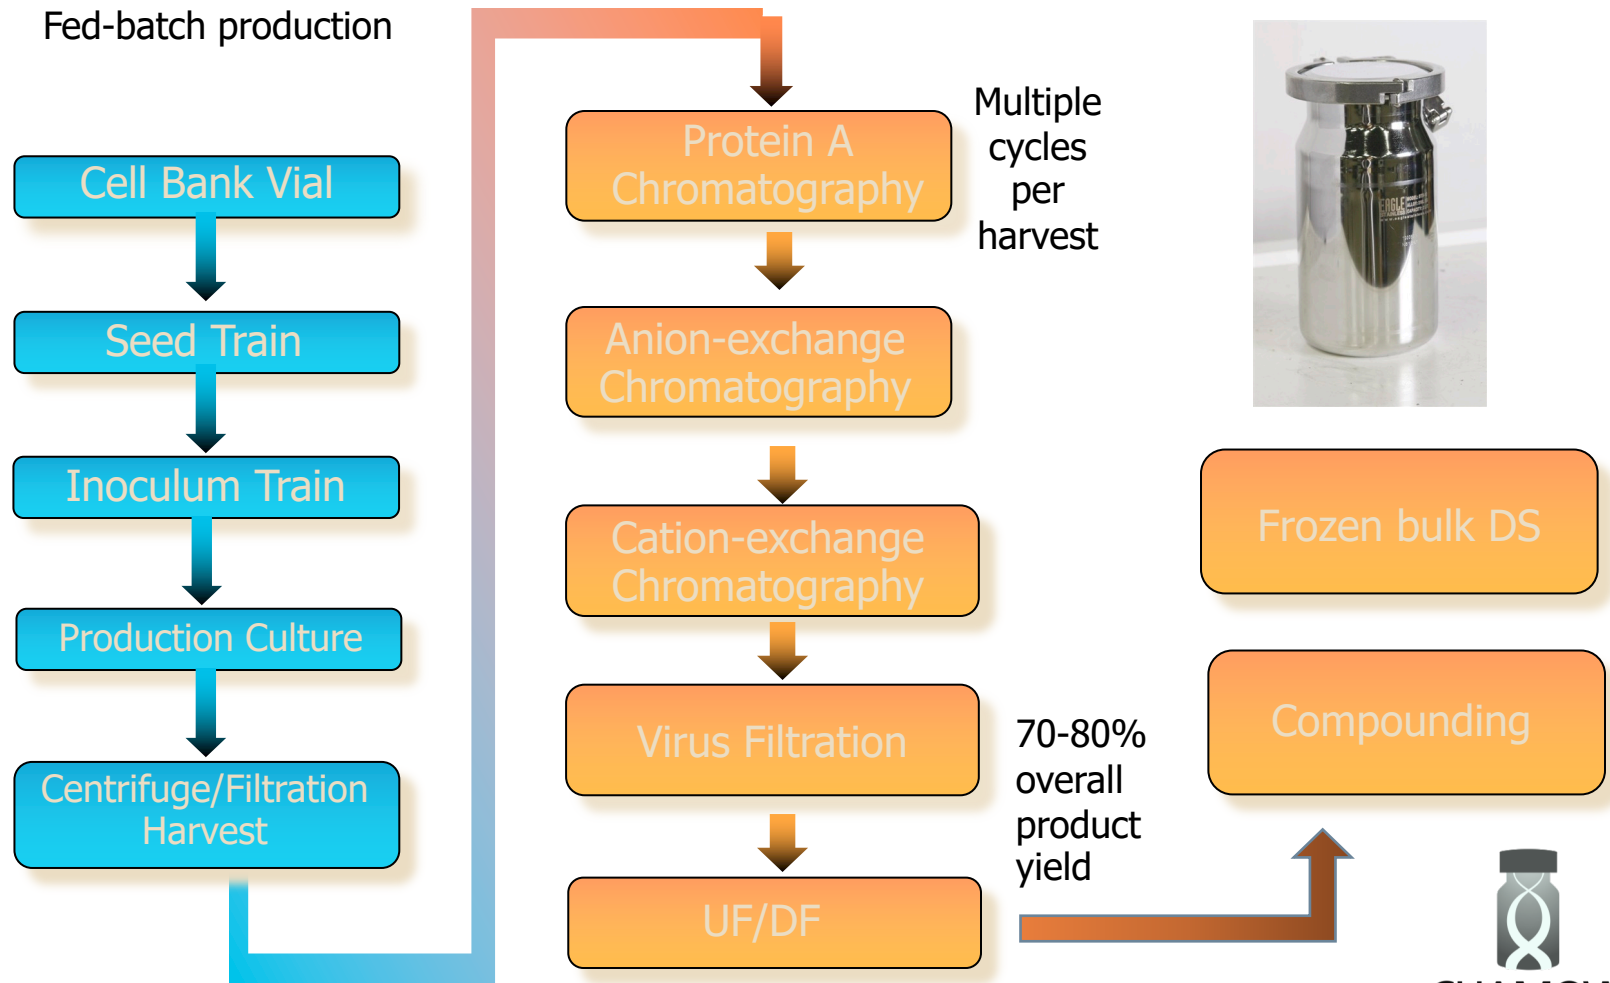 Fed-batch production
Cell Bank Vial
Seed Train
Inoculum Train
Production Culture
Centrifuge/Filtration
Harvest
Protein A
Chromatography
Multiple
cycles
per
harvest
Anion-exchange
Chromatography
Cation-exchange
Chromatography
Virus Filtration
70-80%
overall
product
yield
UF/DF
EAGLE
Frozen bulk DS
Compounding